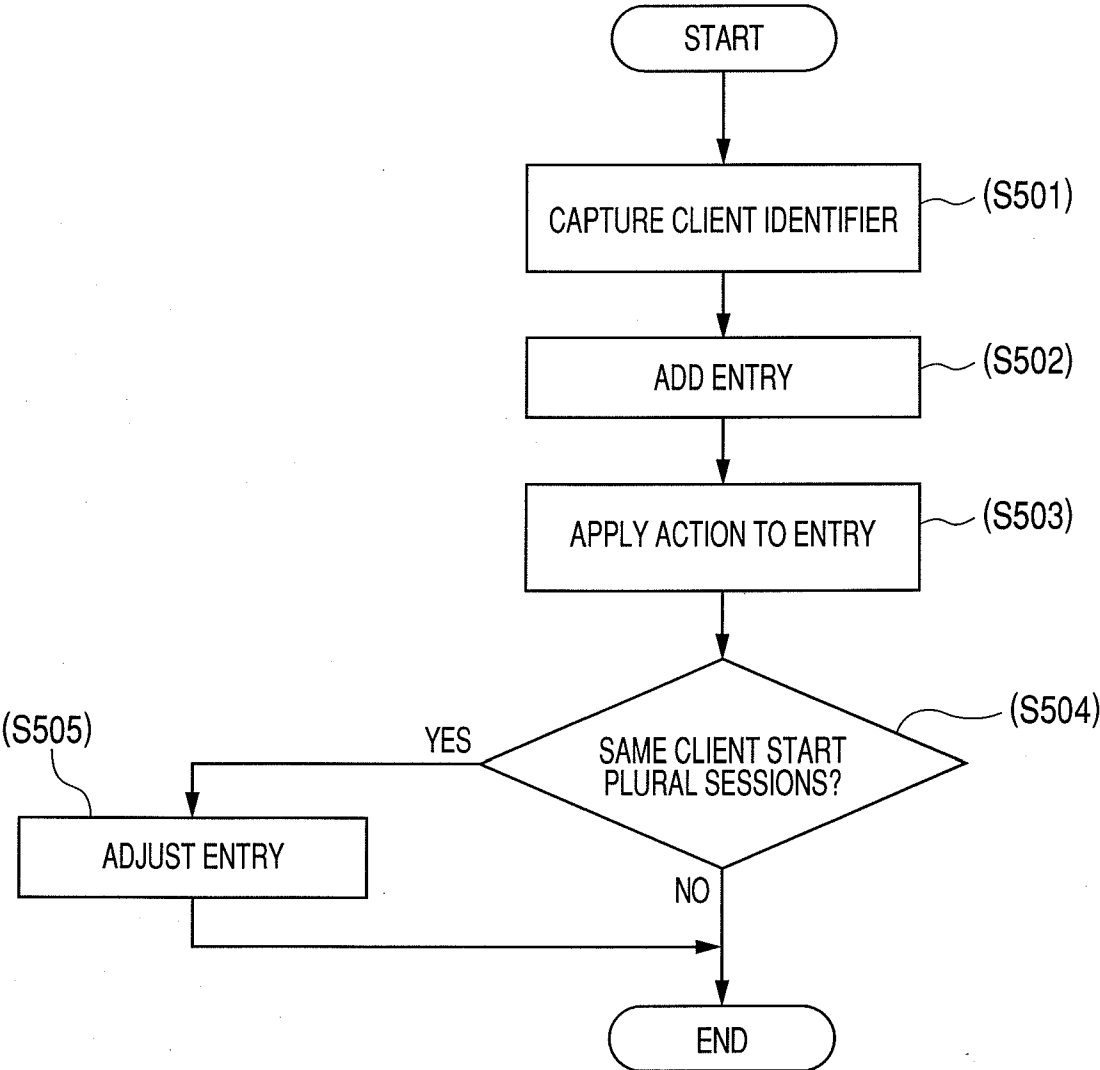 START
CAPTURE CLIENT IDENTIFIER
(S501)
ADD ENTRY
(S502)
APPLY ACTION TO ENTRY
(S503)
SAME CLIENT START
PLURAL SESSIONS?
(S504)
YES
(S505)
ADJUST ENTRY
NO
END